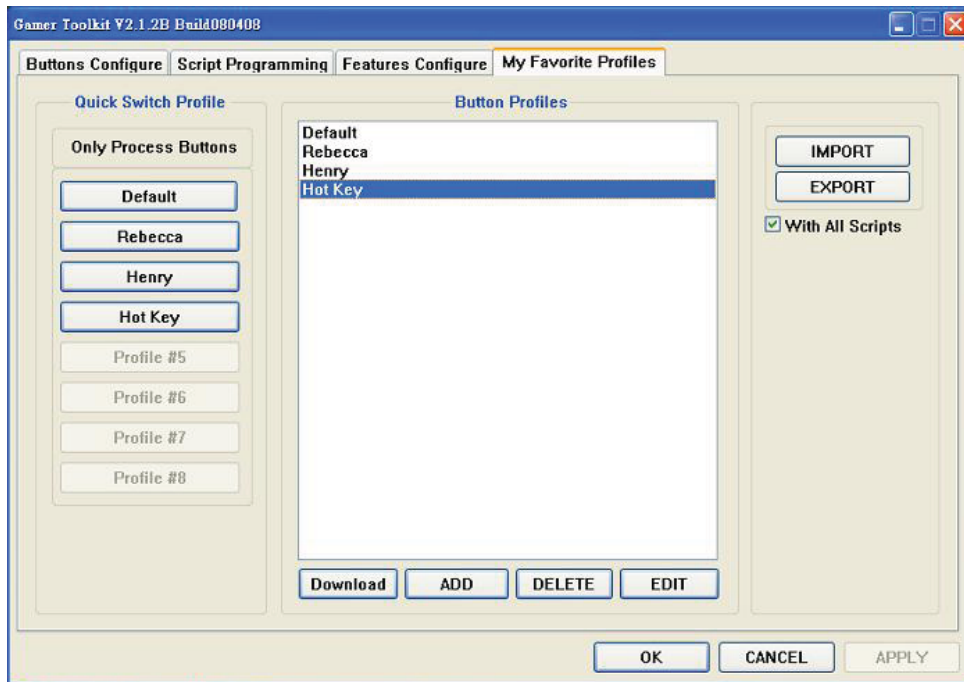 Gamer Toolkit V2.1.2B Build080408
Buttons Configure Script Programming Features Configure My Favorite Profiles
Quick Switch Profile
Only Process Buttons
Default
Rebecca
Henry
Hot Key
Profile #5
Profile #6
Profile #7
Profile #8
Button Profiles
Default
Rebecca
Henry
Hot Key
Download ADD DELETE EDIT
IMPORT
EXPORT
With All Scripts
OK CANCEL APPLY